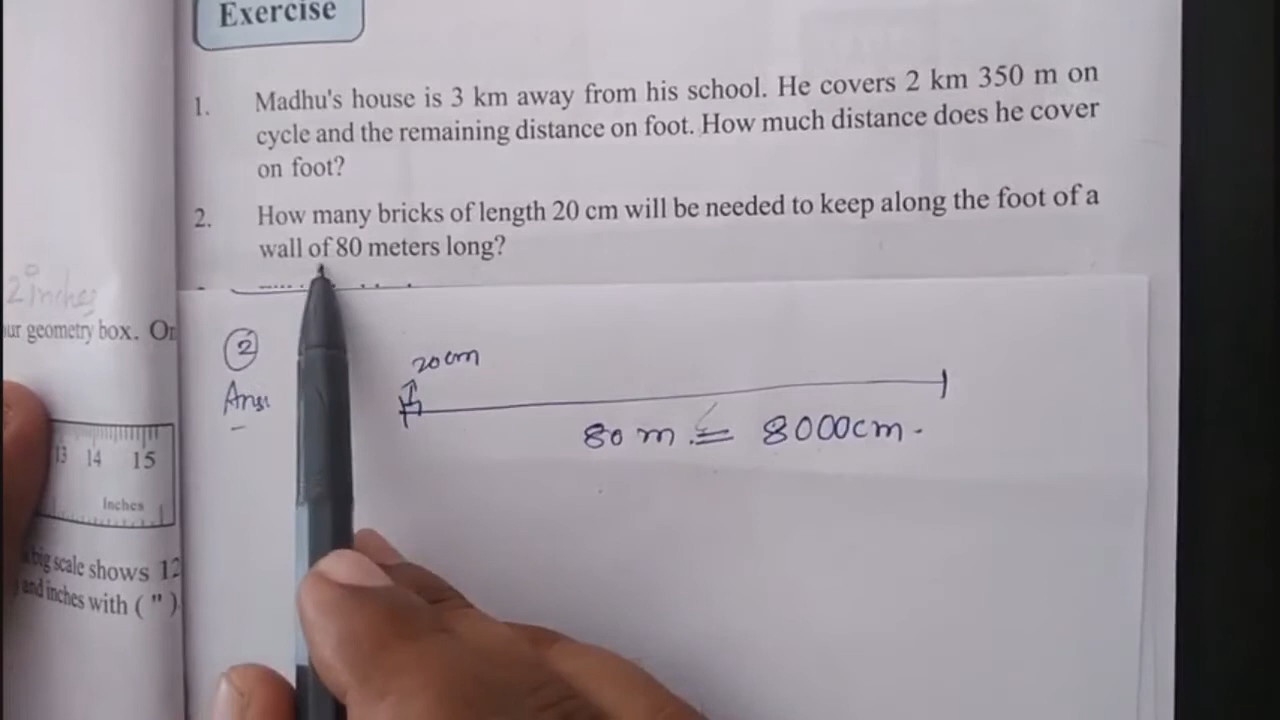 Exercise
1. Madhu's house is 3 km away from his school. He covers 2 km 350 m on
cycle and the remaining distance on foot. How much distance does he cover
on foot?
2. How many bricks of length 20 cm will be needed to keep along the foot of a
wall of 80 meters long?
2 inches
ur geometry box. Or
13 14 15
Inches
big scale shows 12
and inches with ( " )
2
Ans:
20cm
80 m = 8000cm.